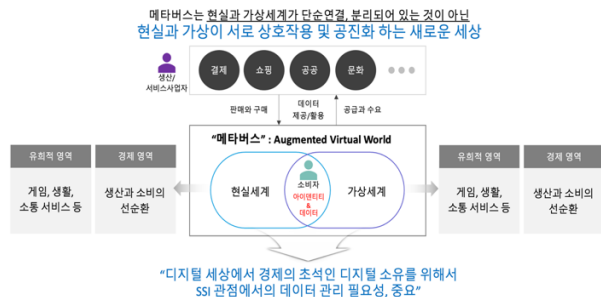 메타버스는 현실과 가상세계가 단순연결, 분리되어 있는 것이 아닌
현실과 가상이 서로 상호작용 및 공진화 하는 새로운 세상
생산/
서비스사업자
결제
쇼핑
공공
문화
판매와 구매
데이터
제공/활용
공급과 수요
“메타버스” : Augmented Virtual World
유희적 영역
경제 영역
게임, 생활,
소통 서비스 등
생산과 소비의
선순환
현실세계
소비자
아이덴티티
&
데이터
가상세계
유희적 영역
경제 영역
게임, 생활,
소통 서비스 등
생산과 소비의
선순환
“디지털 세상에서 경제의 초석인 디지털 소유를 위해서
SSI 관점에서의 데이터 관리 필요성, 중요”